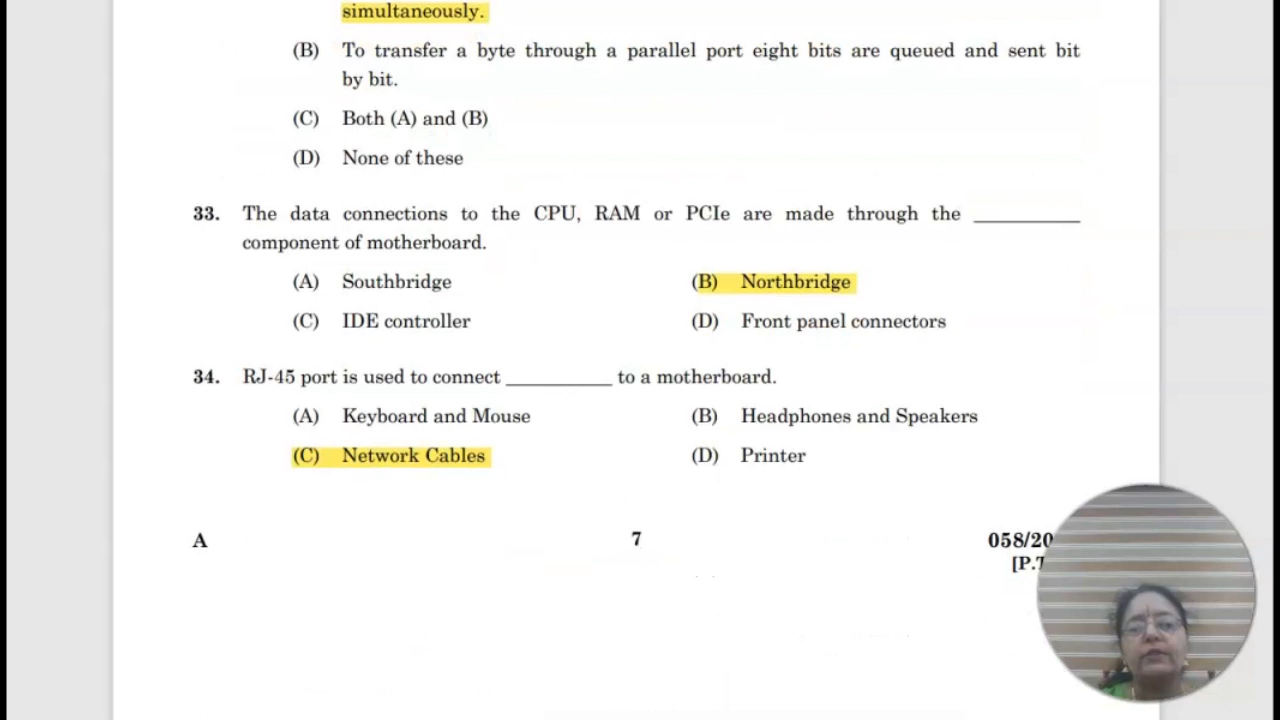 simultaneously.
(B) To transfer a byte through a parallel port eight bits are queued and sent bit
by bit.
(C) Both (A) and (B)
(D) None of these
33. The data connections to the CPU, RAM or PCIe are made through the __________
component of motherboard.
(A) Southbridge (B) Northbridge
(C) IDE controller (D) Front panel connectors
34. RJ-45 port is used to connect __________ to a motherboard.
(A) Keyboard and Mouse (B) Headphones and Speakers
(C) Network Cables (D) Printer
A 7 058/20
[P.T